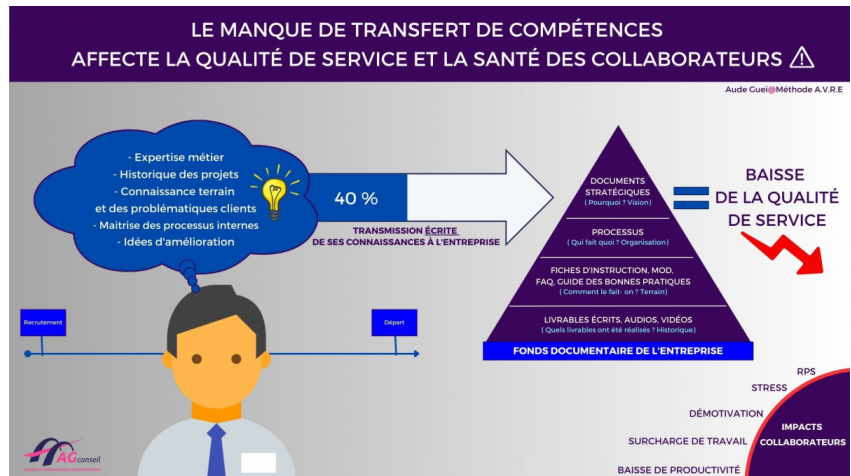 LE MANQUE DE TRANSFERT DE COMPÉTENCES
AFFECTE LA QUALITÉ DE SERVICE ET LA SANTÉ DES COLLABORATEURS
Aude Guei@Méthode A.V.R.E
- Expertise métier
- Historique des projets
- Connaissance terrain
et des problématiques clients
- Maitrise des processus internes
- Idées d'amélioration
40 %
TRANSMISSION ÉCRITE
DE SES CONNAISSANCES À L'ENTREPRISE
DOCUMENTS
STRATÉGIQUES
( Pourquoi ? Vision )
PROCESSUS
( Qui fait quoi ? Organisation )
FICHES D'INSTRUCTION, MOD,
FAQ, GUIDE DES BONNES PRATIQUES
( Comment le fait- on ? Terrain )
LIVRABLES ÉCRITS, AUDIOS, VIDÉOS
( Quels livrables ont été réalisés ? Historique )
FONDS DOCUMENTAIRE DE L'ENTREPRISE
BAISSE
DE LA QUALITÉ
DE SERVICE
Recrutement
Départ
RPS
STRESS
DÉMOTIVATION
SURCHARGE DE TRAVAIL
BAISSE DE PRODUCTIVITÉ
IMPACTS
COLLABORATEURS
AGconseil